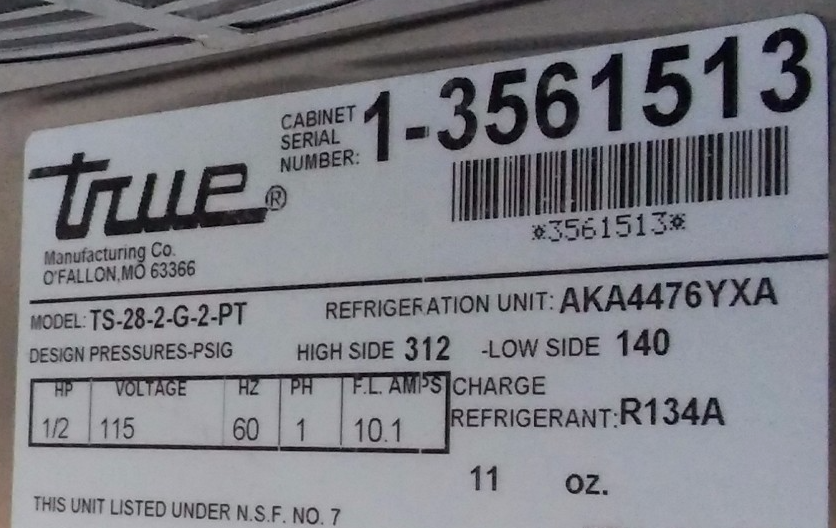 CABINET SERIAL NUMBER: 1-3561513
*3561513*
True®
Manufacturing Co.
O'FALLON,MO 63366
MODEL: TS-28-2-G-2-PT REFRIGERATION UNIT: AKA4476YXA
DESIGN PRESSURES-PSIG HIGH SIDE 312 -LOW SIDE 140
HP VOLTAGE HZ PH F.L. AMPS CHARGE
1/2 115 60 1 10.1 REFRIGERANT: R134A
11 oz.
THIS UNIT LISTED UNDER N.S.F. NO. 7